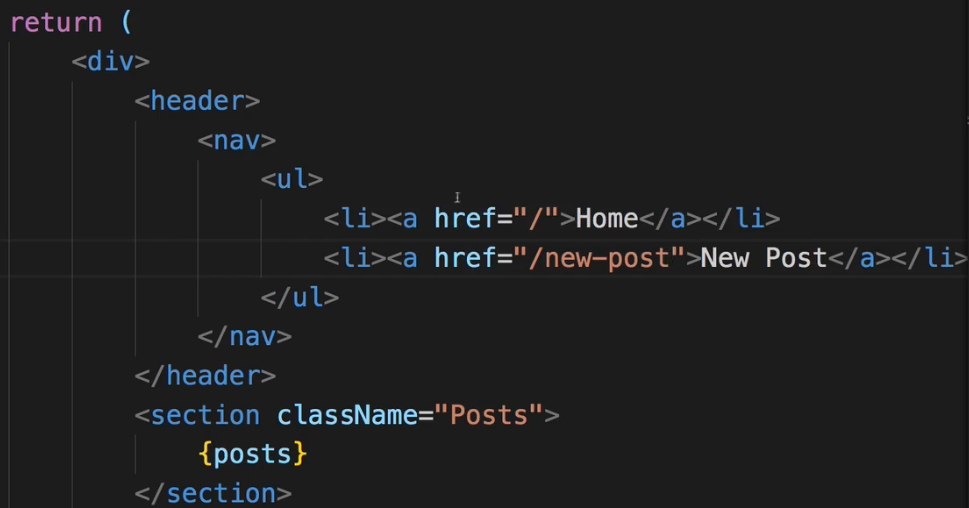 return (
<div>
<header>
<nav>
<ul>
<li><a href="/">Home</a></li>
<li><a href="/new-post">New Post</a></li>
</ul>
</nav>
</header>
<section className="Posts">
{posts}
</section>